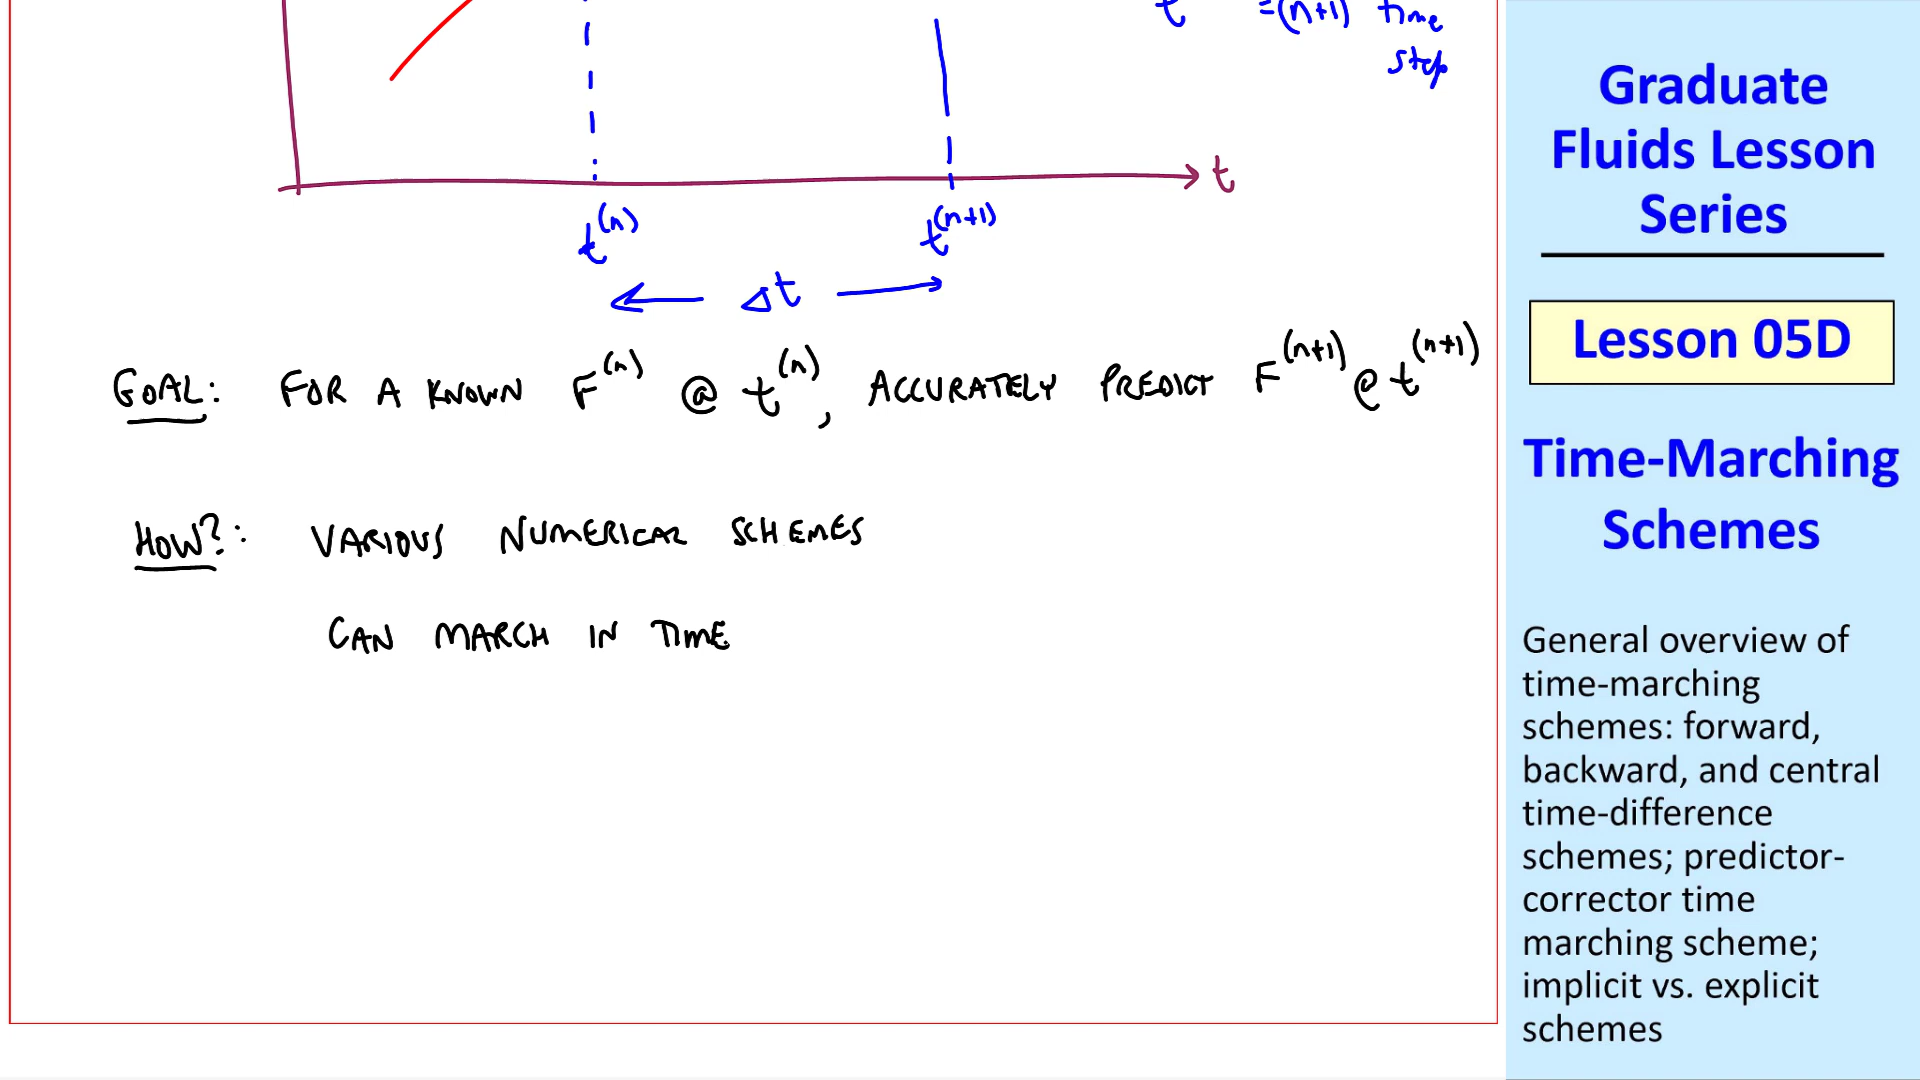 t =(n+1) time
step
t
t^(n) t^(n+1)
Δt
GOAL: FOR A KNOWN F^(n) @ t^(n), ACCURATELY PREDICT F^(n+1) @ t^(n+1)
HOW?: VARIOUS NUMERICAL SCHEMES
CAN MARCH IN TIME
Graduate
Fluids Lesson
Series
Lesson 05D
Time-Marching
Schemes
General overview of
time-marching
schemes: forward,
backward, and central
time-difference
schemes; predictor-
corrector time
marching scheme;
implicit vs. explicit
schemes